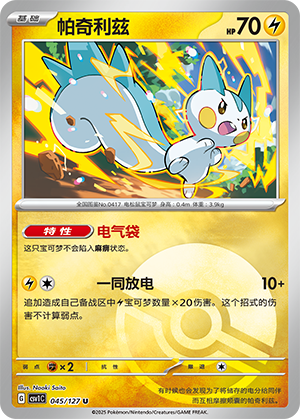 基础 帕奇利兹 HP 70
全国图鉴No.0417 电松鼠宝可梦 身高:0.4m 体重:3.9kg
特性 电气袋
这只宝可梦不会陷入麻痹状态。
一同放电 10+
追加造成自己备战区中宝可梦数量×20伤害。这个招式的伤害不计算弱点。
弱点 ×2 抗性 撤退
Illus. Naoki Saito
G CSV1C 045/127 U
有时候也会发现为了将储存的电分给同伴
而互相摩擦颊囊的帕奇利兹。
©2025 Pokémon/Nintendo/Creatures/GAME FREAK.